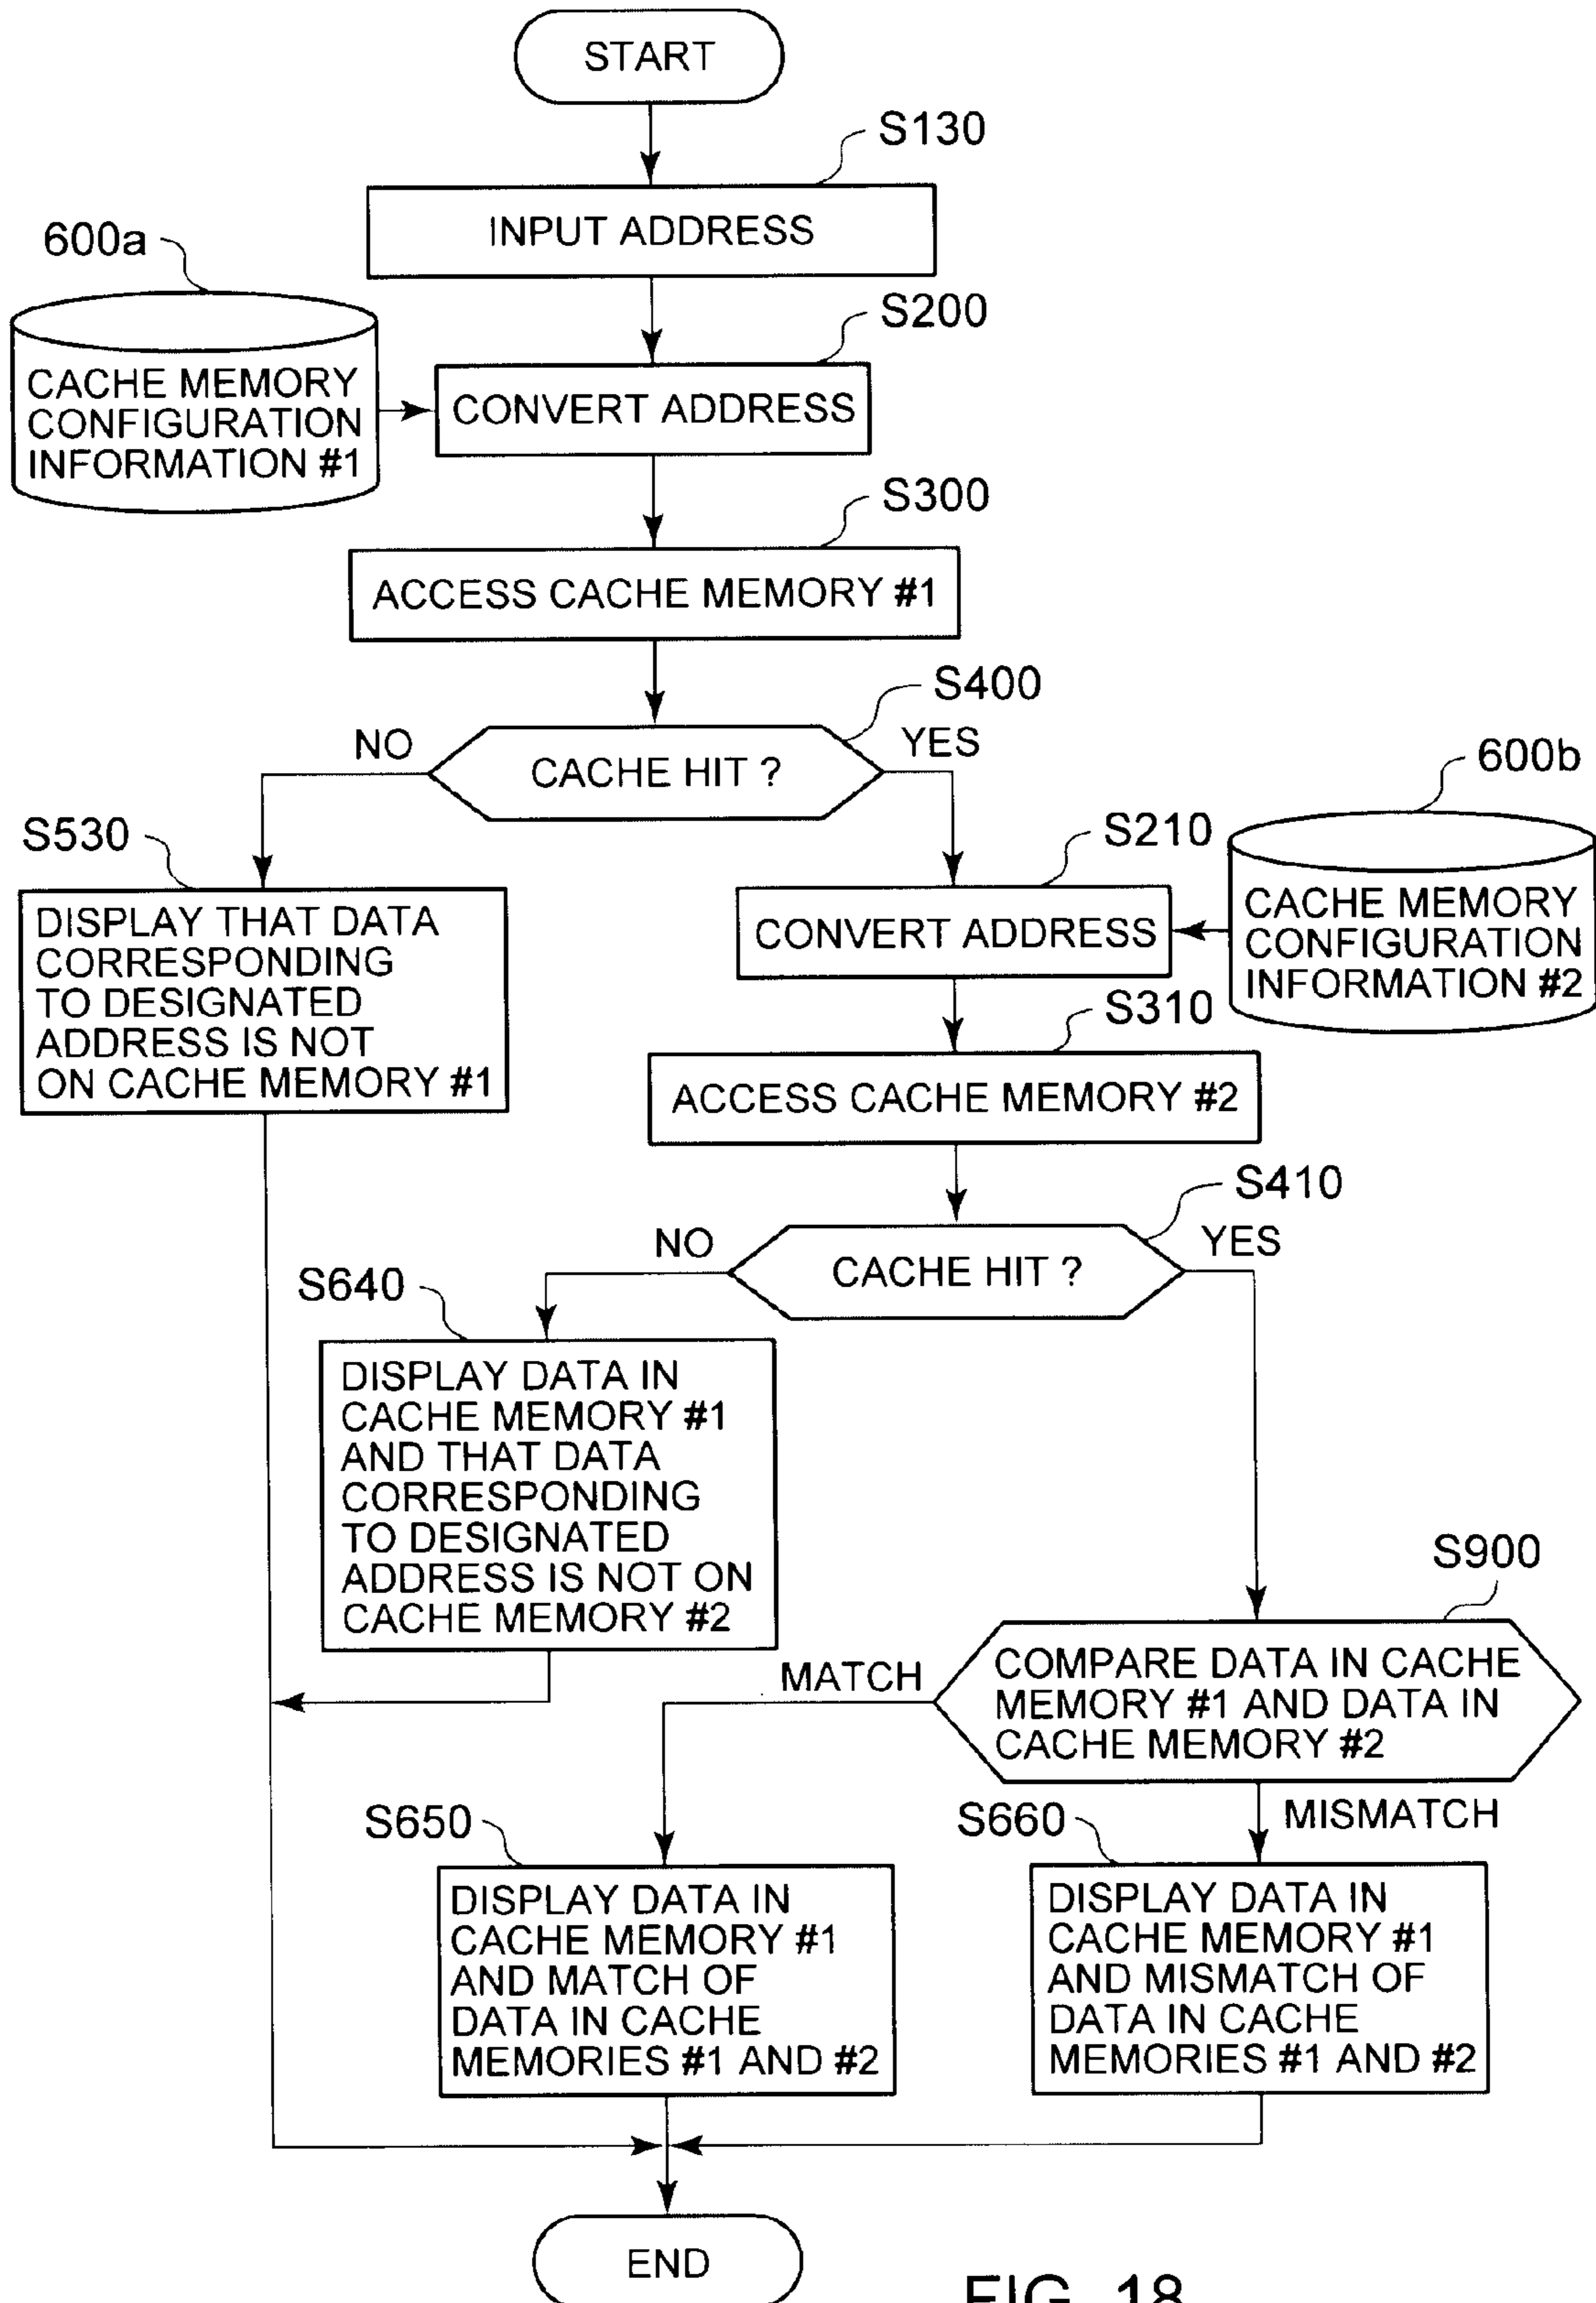 START
S130
INPUT ADDRESS
600a
S200
CACHE MEMORY
CONFIGURATION
INFORMATION #1
CONVERT ADDRESS
S300
ACCESS CACHE MEMORY #1
S400
NO
YES
CACHE HIT ?
600b
S530
S210
DISPLAY THAT DATA
CORRESPONDING
TO DESIGNATED
ADDRESS IS NOT
ON CACHE MEMORY #1
CONVERT ADDRESS
CACHE MEMORY
CONFIGURATION
INFORMATION #2
S310
ACCESS CACHE MEMORY #2
S410
NO
YES
CACHE HIT ?
S640
DISPLAY DATA IN
CACHE MEMORY #1
AND THAT DATA
CORRESPONDING
TO DESIGNATED
ADDRESS IS NOT ON
CACHE MEMORY #2
S900
MATCH
COMPARE DATA IN CACHE
MEMORY #1 AND DATA IN
CACHE MEMORY #2
S650
S660
MISMATCH
DISPLAY DATA IN
CACHE MEMORY #1
AND MATCH OF
DATA IN CACHE
MEMORIES #1 AND #2
DISPLAY DATA IN
CACHE MEMORY #1
AND MISMATCH OF
DATA IN CACHE
MEMORIES #1 AND #2
END
FIG. 18